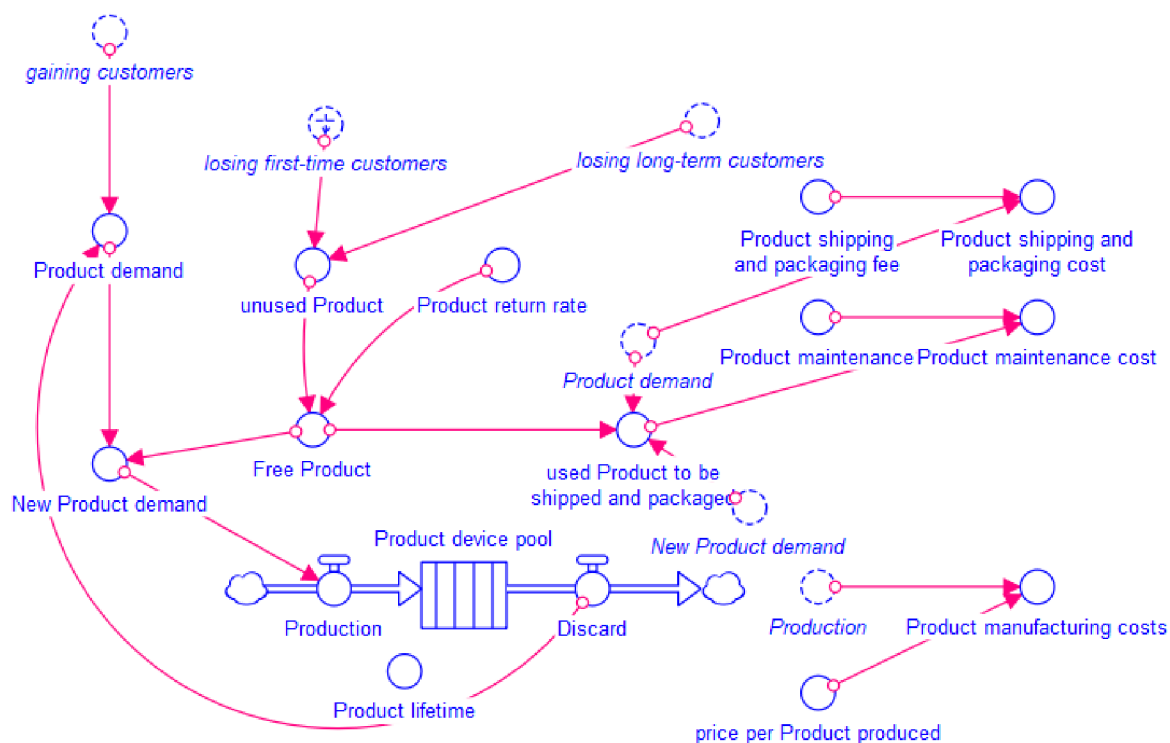 gaining customers
losing first-time customers
losing long-term customers
Product demand
unused Product
Product return rate
Product shipping
and packaging fee
Product shipping and
packaging cost
Product maintenance
Product maintenance cost
Product demand
Free Product
used Product to be
shipped and packaged
New Product demand
Product device pool
New Product demand
Production
Discard
Production
Product manufacturing costs
Product lifetime
price per Product produced